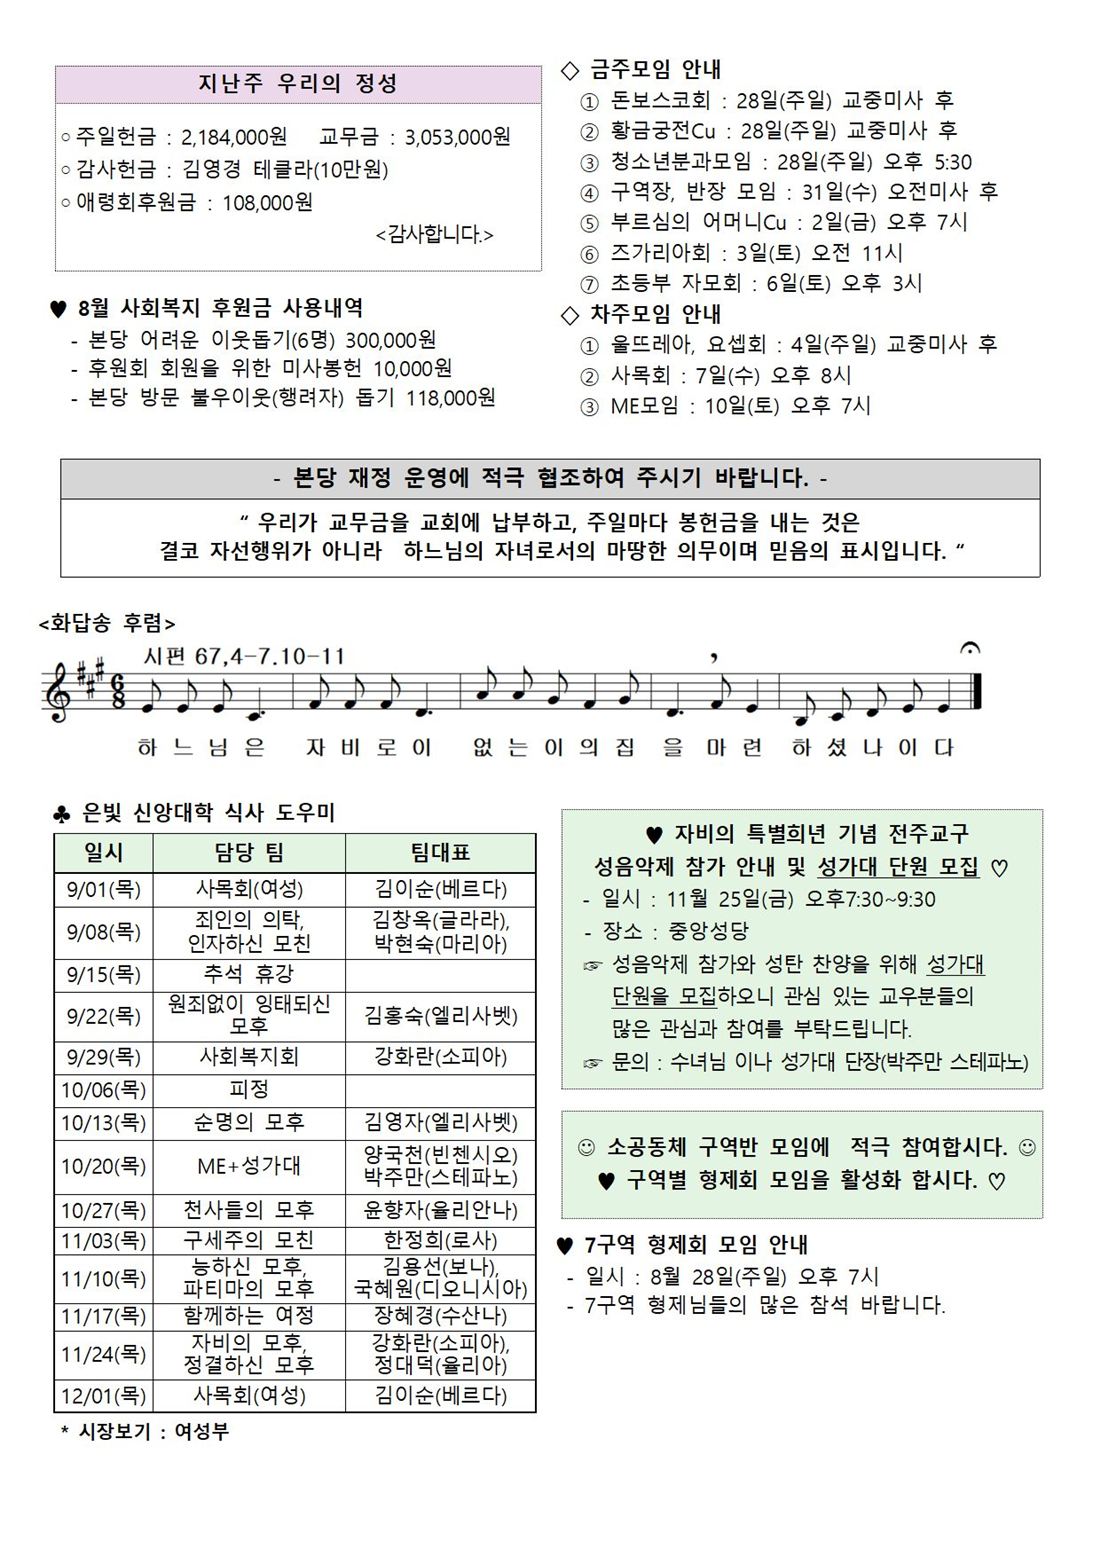 지난주 우리의 정성
○ 주일헌금 : 2,184,000원 교무금 : 3,053,000원
○ 감사헌금 : 김영경 테클라(10만원)
○ 애령회후원금 : 108,000원
<감사합니다.>
♥ 8월 사회복지 후원금 사용내역
- 본당 어려운 이웃돕기(6명) 300,000원
- 후원회 회원을 위한 미사봉헌 10,000원
- 본당 방문 불우이웃(행려자) 돕기 118,000원
◇ 금주모임 안내
① 돈보스코회 : 28일(주일) 교중미사 후
② 황금궁전Cu : 28일(주일) 교중미사 후
③ 청소년분과모임 : 28일(주일) 오후 5:30
④ 구역장, 반장 모임 : 31일(수) 오전미사 후
⑤ 부르심의 어머니Cu : 2일(금) 오후 7시
⑥ 즈가리아회 : 3일(토) 오전 11시
⑦ 초등부 자모회 : 6일(토) 오후 3시
◇ 차주모임 안내
① 울뜨레아, 요셉회 : 4일(주일) 교중미사 후
② 사목회 : 7일(수) 오후 8시
③ ME모임 : 10일(토) 오후 7시
- 본당 재정 운영에 적극 협조하여 주시기 바랍니다. -
“ 우리가 교무금을 교회에 납부하고, 주일마다 봉헌금을 내는 것은
결코 자선행위가 아니라 하느님의 자녀로서의 마땅한 의무이며 믿음의 표시입니다. “
<화답송 후렴>
시편 67,4-7.10-11
6
8
하 느 님 은 자 비 로 이 없 는 이 의 집 을 마 련 하 셨 나 이 다
♣ 은빛 신앙대학 식사 도우미
일시 담당 팀 팀대표
9/01(목) 사목회(여성) 김이순(베르다)
9/08(목) 죄인의 의탁, 인자하신 모친 김창옥(글라라), 박현숙(마리아)
9/15(목) 추석 휴강
9/22(목) 원죄없이 잉태되신 모후 김홍숙(엘리사벳)
9/29(목) 사회복지회 강화란(소피아)
10/06(목) 피정
10/13(목) 순명의 모후 김영자(엘리사벳)
10/20(목) ME+성가대 양국천(빈첸시오) 박주만(스테파노)
10/27(목) 천사들의 모후 윤향자(율리안나)
11/03(목) 구세주의 모친 한정희(로사)
11/10(목) 능하신 모후, 파티마의 모후 김용선(보나), 국혜원(디오니시아)
11/17(목) 함께하는 여정 장혜경(수산나)
11/24(목) 자비의 모후, 정결하신 모후 강화란(소피아), 정대덕(율리아)
12/01(목) 사목회(여성) 김이순(베르다)
* 시장보기 : 여성부
♥ 자비의 특별희년 기념 전주교구
성음악제 참가 안내 및 성가대 단원 모집 ♡
- 일시 : 11월 25일(금) 오후7:30~9:30
- 장소 : 중앙성당
☞ 성음악제 참가와 성탄 찬양을 위해 성가대
단원을 모집하오니 관심 있는 교우분들의
많은 관심과 참여를 부탁드립니다.
☞ 문의 : 수녀님 이나 성가대 단장(박주만 스테파노)
☺ 소공동체 구역반 모임에 적극 참여합시다. ☺
♥ 구역별 형제회 모임을 활성화 합시다. ♡
♥ 7구역 형제회 모임 안내
- 일시 : 8월 28일(주일) 오후 7시
- 7구역 형제님들의 많은 참석 바랍니다.